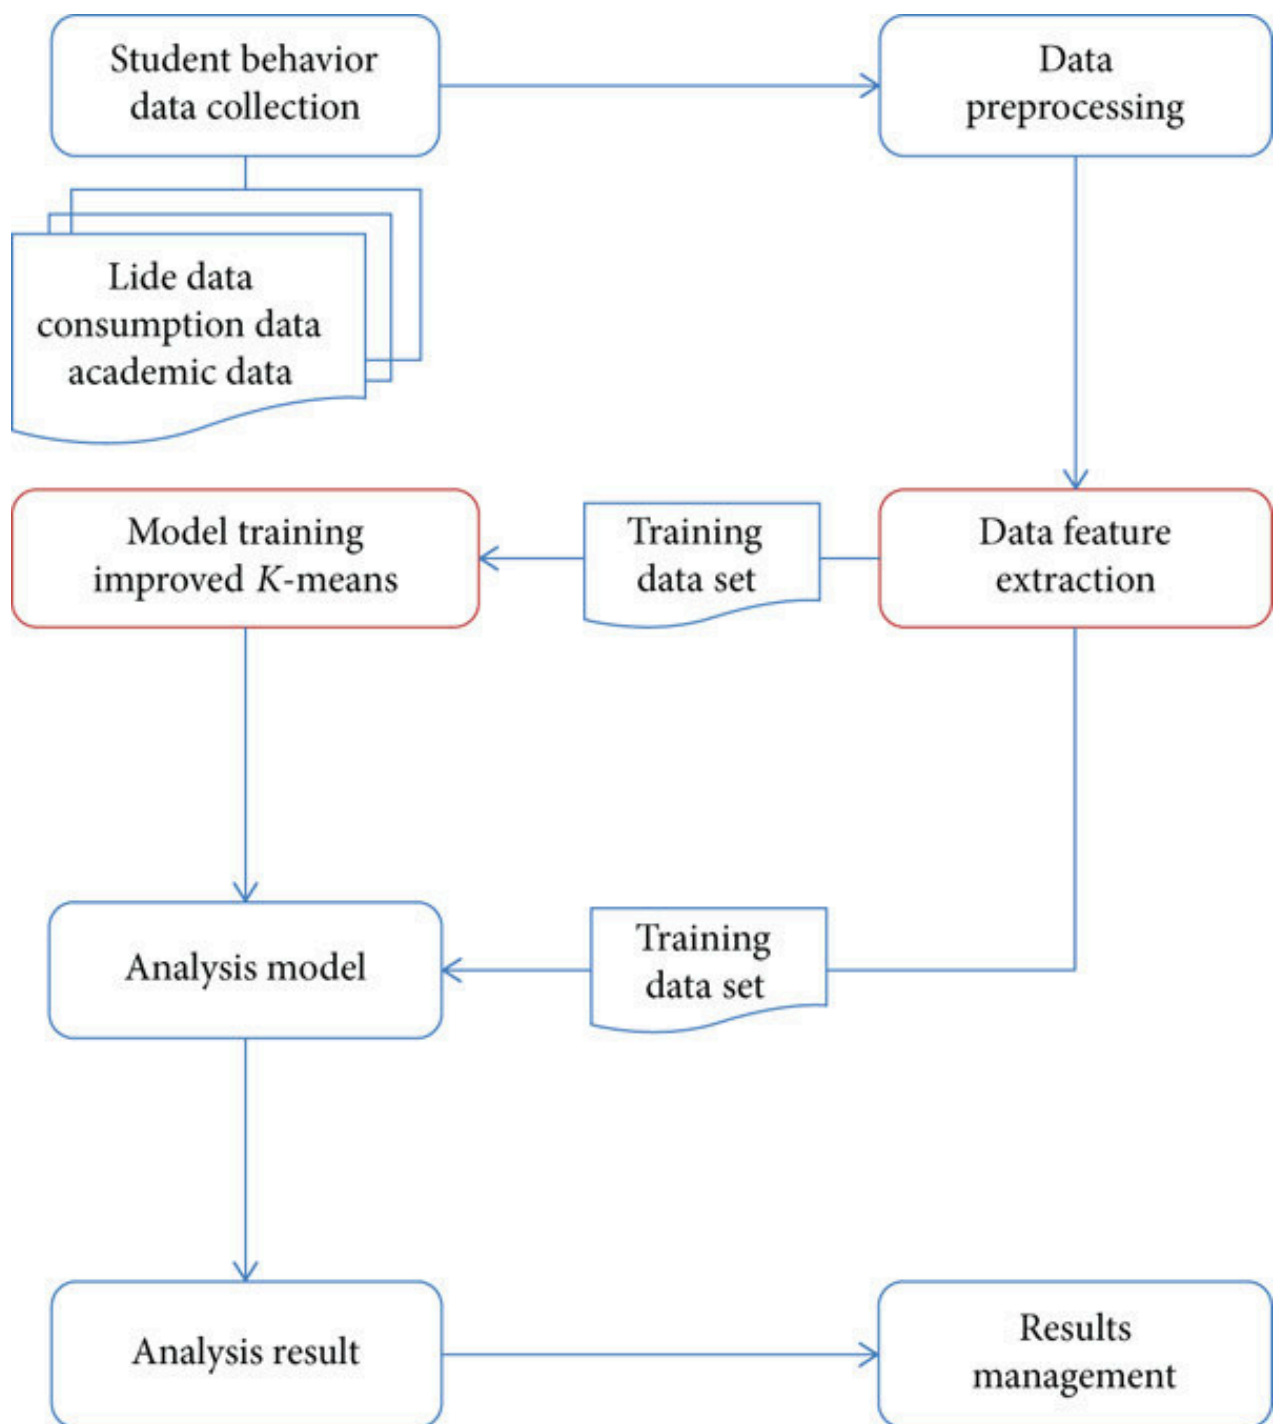 Student behavior
data collection
Data
preprocessing
Lide data
consumption data
academic data
Model training
improved K-means
Training
data set
Data feature
extraction
Analysis model
Training
data set
Analysis result
Results
management